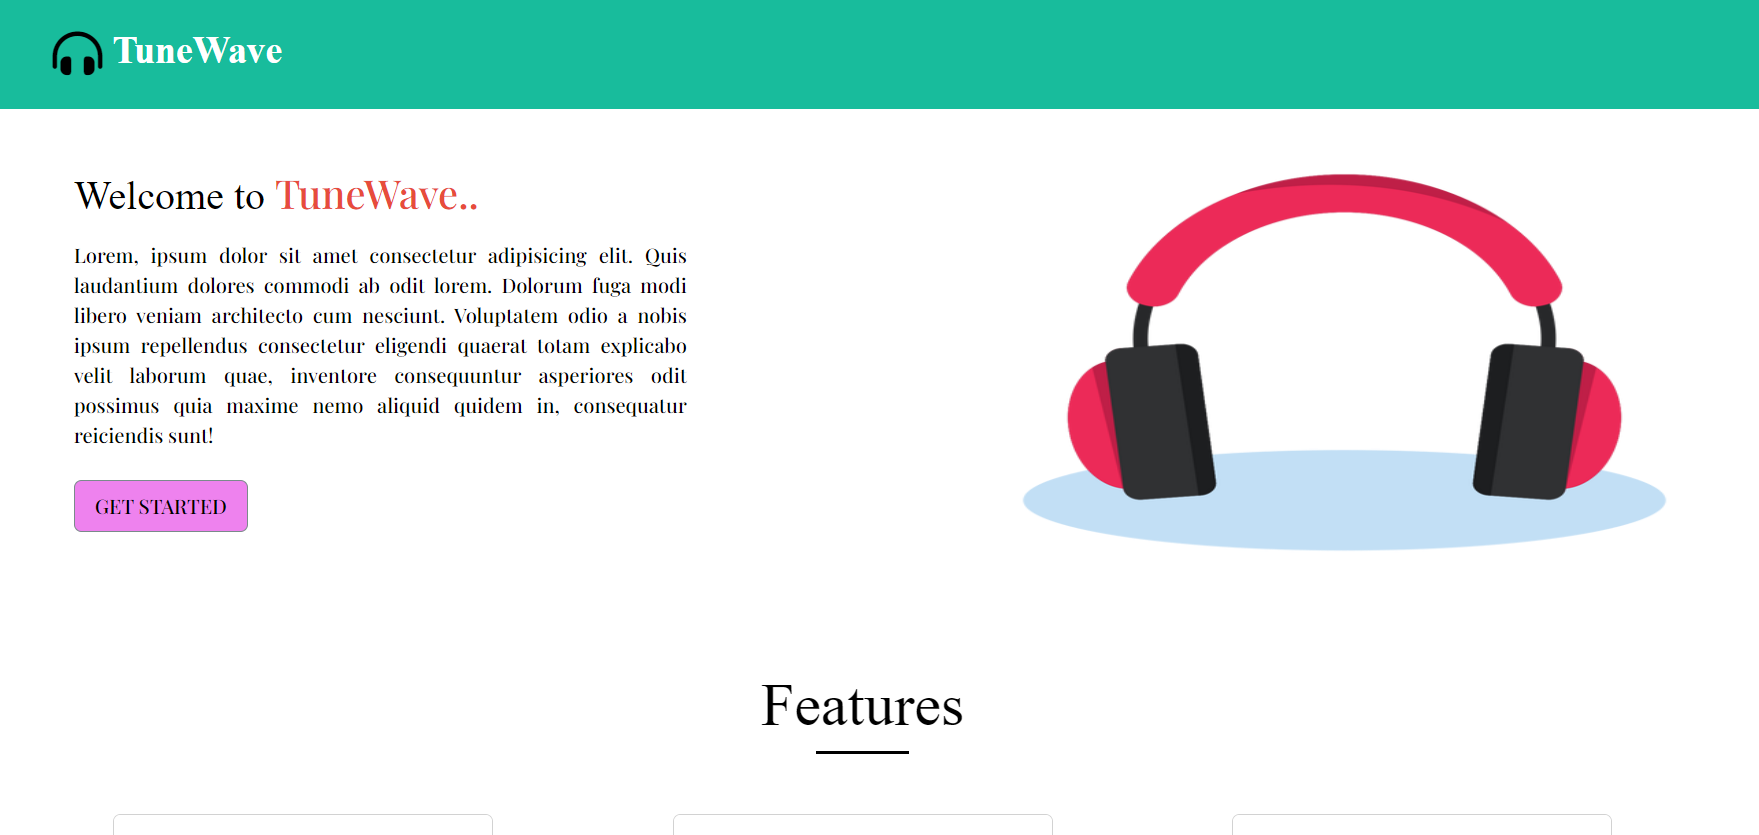 TuneWave
Welcome to TuneWave..
Lorem, ipsum dolor sit amet consectetur adipisicing elit. Quis
laudantium dolores commodi ab odit lorem. Dolorum fuga modi
libero veniam architecto cum nesciunt. Voluptatem odio a nobis
ipsum repellendus consectetur eligendi quaerat totam explicabo
velit laborum quae, inventore consequuntur asperiores odit
possimus quia maxime nemo aliquid quidem in, consequatur
reiciendis sunt!
GET STARTED
Features